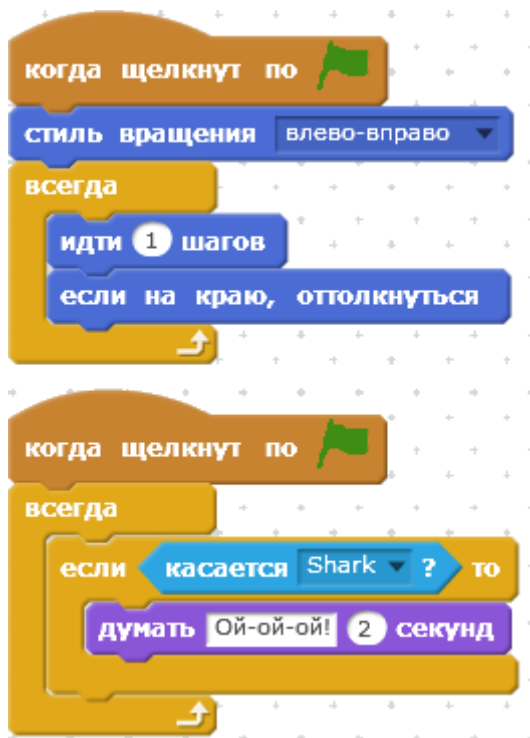 когда щелкнут по
стиль вращения влево-вправо
всегда
идти 1 шагов
если на краю, оттолкнуться
когда щелкнут по
всегда
если касается Shark ? то
думать Ой-ой-ой! 2 секунд